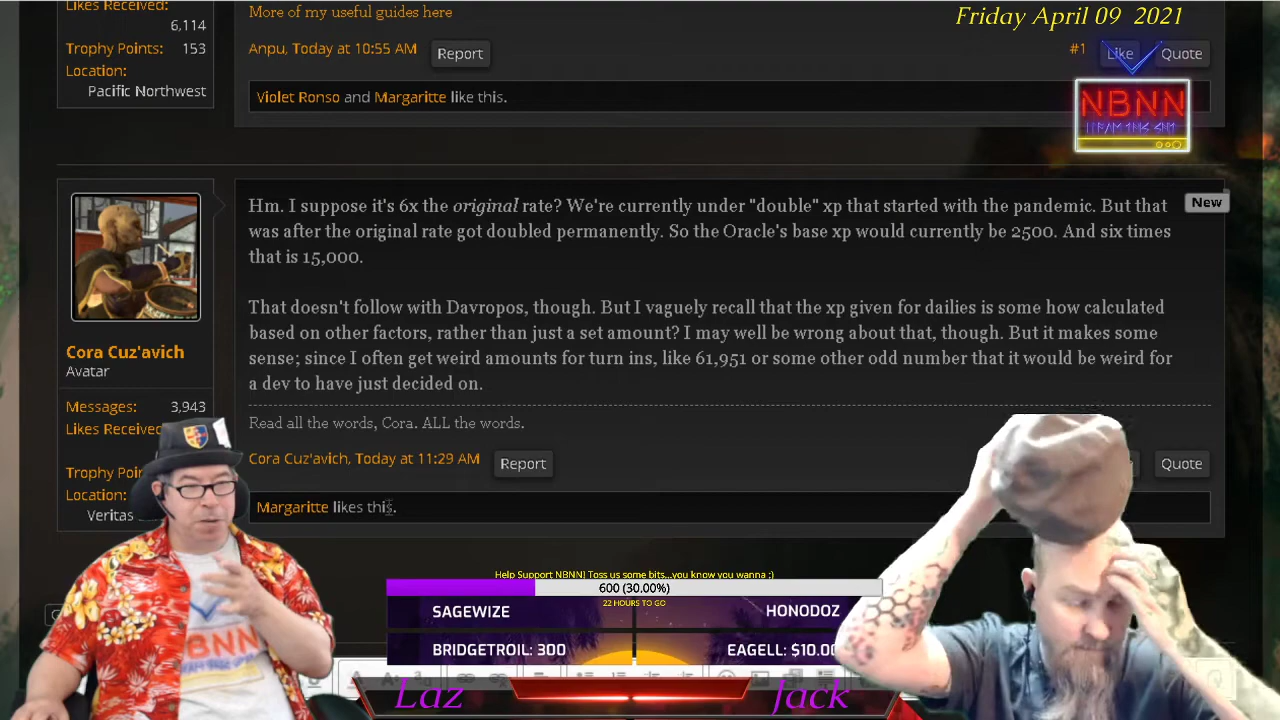 Likes Received:
6,114
Trophy Points: 153
Location:
Pacific Northwest
More of my useful guides here
Anpu, Today at 10:55 AM Report
#1 Like Quote
Violet Ronso and Margaritte like this.
Friday April 09 2021
NBNN
Cora Cuz'avich
Avatar
Messages: 3,943
Likes Received
Trophy Poin
Location:
Veritas
New
Hm. I suppose it's 6x the original rate? We're currently under "double" xp that started with the pandemic. But that
was after the original rate got doubled permanently. So the Oracle's base xp would currently be 2500. And six times
that is 15,000.
That doesn't follow with Davropos, though. But I vaguely recall that the xp given for dailies is some how calculated
based on other factors, rather than just a set amount? I may well be wrong about that, though. But it makes some
sense; since I often get weird amounts for turn ins, like 61,951 or some other odd number that it would be weird for
a dev to have just decided on.
Read all the words, Cora. ALL the words.
Cora Cuz'avich, Today at 11:29 AM Report
Quote
Margaritte likes this.
Help Support NBNN! Toss us some bits...you know you wanna :)
600 (30.00%)
22 HOURS TO GO
SAGEWIZE HONODOZ
BRIDGETROIL: 300 EAGELL: $10.00
NBNN
Laz Jack